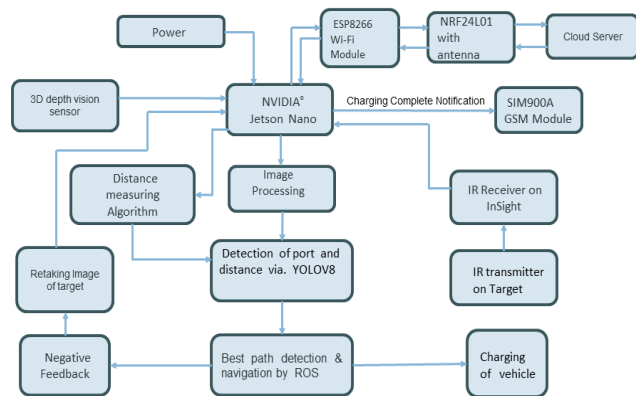 Power
ESP8266
Wi-Fi
Module
NRF24L01
with
antenna
Cloud Server
3D depth vision
sensor
NVIDIA°
Jetson Nano
Charging Complete Notification
SIM900A
GSM Module
Distance
measuring
Algorithm
Image
Processing
IR Receiver on
InSight
Retaking Image
of target
Detection of port and
distance via. YOLOV8
IR transmitter
on Target
Negative
Feedback
Best path detection &
navigation by ROS
Charging
of vehicle